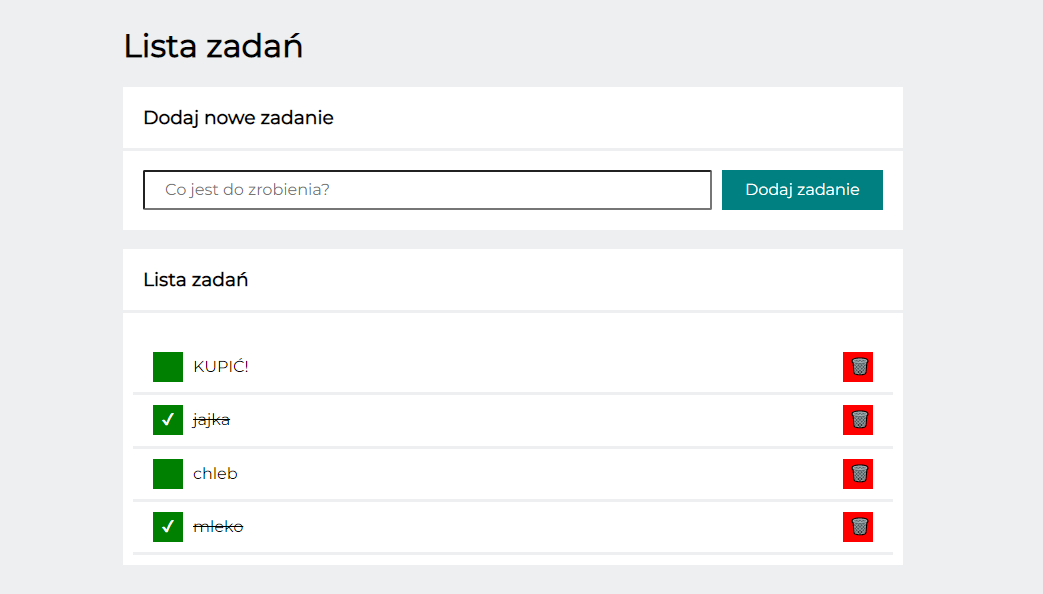 Lista zadań
Dodaj nowe zadanie
Co jest do zrobienia?
Dodaj zadanie
Lista zadań
KUPIĆ!
✓ jajka
chleb
✓ mleko